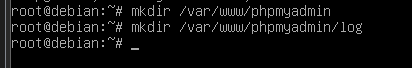 root@debian:~# mkdir /var/www/phpmyadmin
root@debian:~# mkdir /var/www/phpmyadmin/log
root@debian:~# _